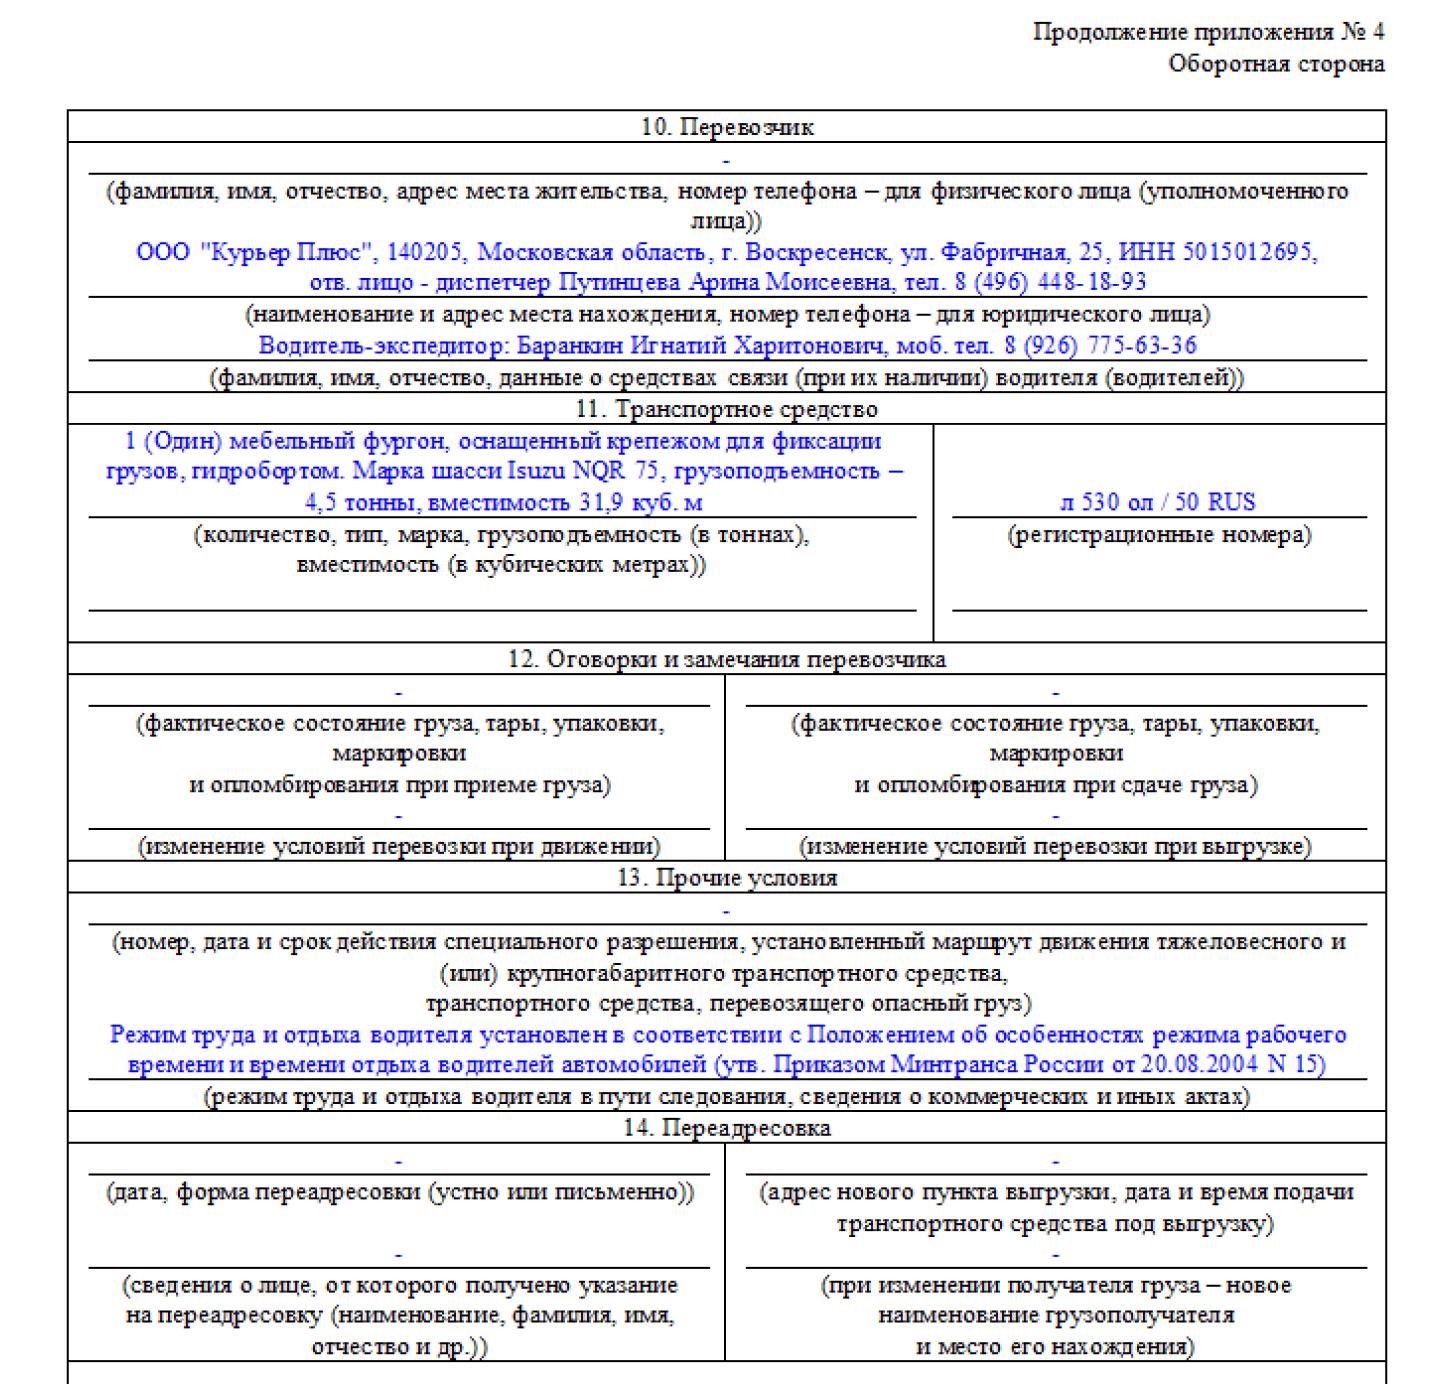 Продолжение приложения № 4
Оборотная сторона
10. Перевозчик
-
(фамилия, имя, отчество, адрес места жительства, номер телефона – для физического лица (уполномоченного
лица))
ООО "Курьер Плюс", 140205, Московская область, г. Воскресенск, ул. Фабричная, 25, ИНН 5015012695,
отв. лицо - диспетчер Путинцева Арина Моисеевна, тел. 8 (496) 448-18-93
(наименование и адрес места нахождения, номер телефона – для юридического лица)
Водитель-экспедитор: Баранкин Игнатий Харитонович, моб. тел. 8 (926) 775-63-36
(фамилия, имя, отчество, данные о средствах связи (при их наличии) водителя (водителей))
11. Транспортное средство
1 (Один) мебельный фургон, оснащенный крепежом для фиксации
грузов, гидробортом. Марка шасси Isuzu NQR 75, грузоподъемность –
4,5 тонны, вместимость 31,9 куб. м
(количество, тип, марка, грузоподъемность (в тоннах),
вместимость (в кубических метрах))
л 530 ол / 50 RUS
(регистрационные номера)
12. Оговорки и замечания перевозчика
-
(фактическое состояние груза, тары, упаковки,
маркировки
и опломбирования при приеме груза)
-
(изменение условий перевозки при движении)
-
(фактическое состояние груза, тары, упаковки,
маркировки
и опломбирования при сдаче груза)
-
(изменение условий перевозки при выгрузке)
13. Прочие условия
-
(номер, дата и срок действия специального разрешения, установленный маршрут движения тяжеловесного и
(или) крупногабаритного транспортного средства,
транспортного средства, перевозящего опасный груз)
Режим труда и отдыха водителя установлен в соответствии с Положением об особенностях режима рабочего
времени и времени отдыха водителей автомобилей (утв. Приказом Минтранса России от 20.08.2004 N 15)
(режим труда и отдыха водителя в пути следования, сведения о коммерческих и иных актах)
14. Переадресовка
-
(дата, форма переадресовки (устно или письменно))
-
(сведения о лице, от которого получено указание
на переадресовку (наименование, фамилия, имя,
отчество и др.))
-
(адрес нового пункта выгрузки, дата и время подачи
транспортного средства под выгрузку)
-
(при изменении получателя груза – новое
наименование грузополучателя
и место его нахождения)